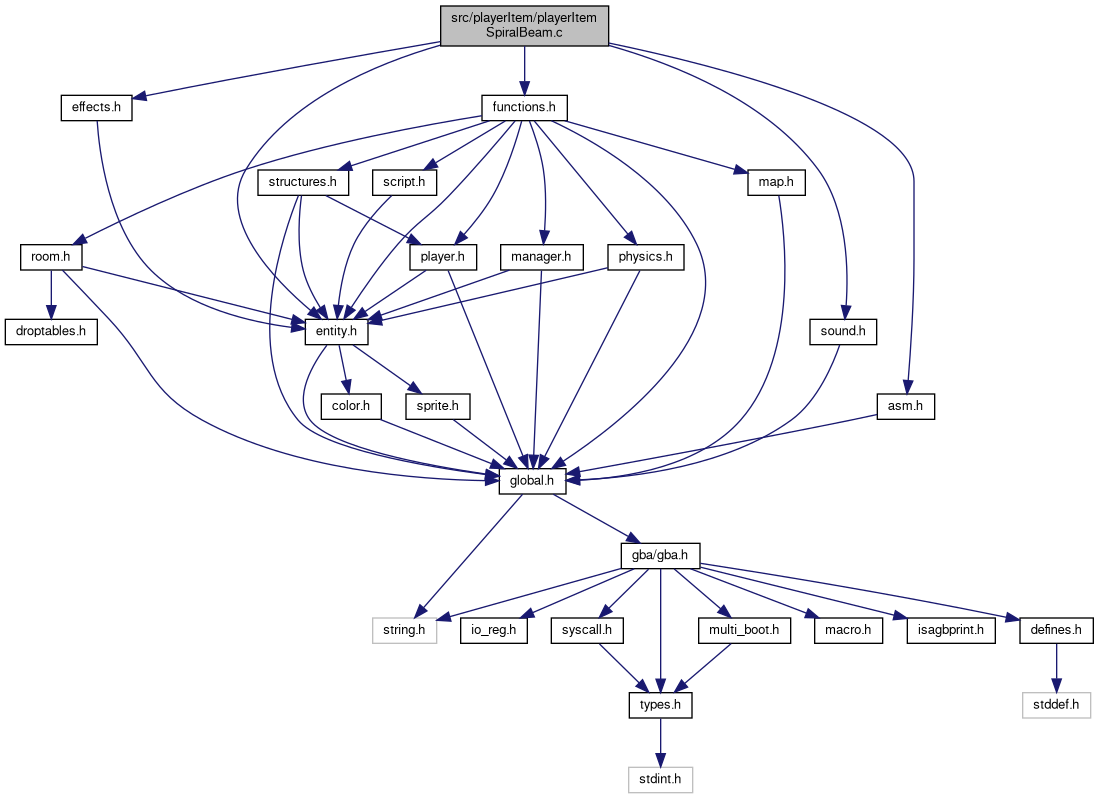 src/playerItem/playerItem
SpiralBeam.c
effects.h
functions.h
structures.h
script.h
map.h
room.h
player.h
manager.h
physics.h
droptables.h
entity.h
sound.h
color.h
sprite.h
asm.h
global.h
gba/gba.h
string.h
io_reg.h
syscall.h
multi_boot.h
macro.h
isagbprint.h
defines.h
types.h
stddef.h
stdint.h